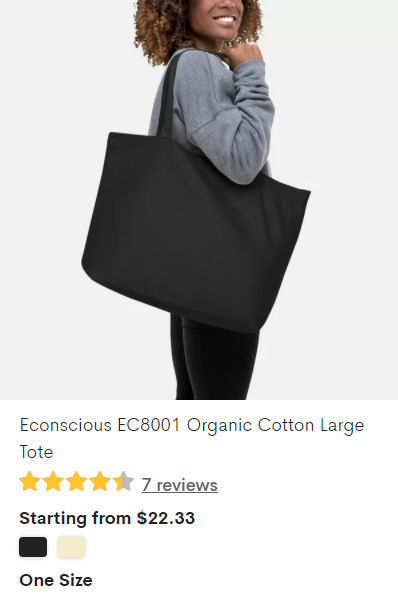 Econscious EC8001 Organic Cotton Large
Tote
7 reviews
Starting from $22.33
One Size